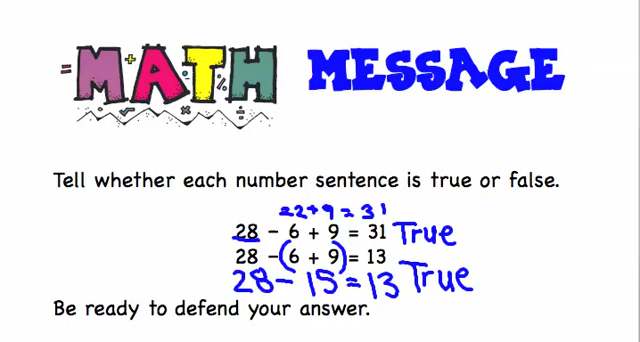 MATH MESSAGE
Tell whether each number sentence is true or false.
=22+9=31
28 - 6 + 9 = 31 True
28 -(6 + 9)= 13
28-15=13 True
Be ready to defend your answer.